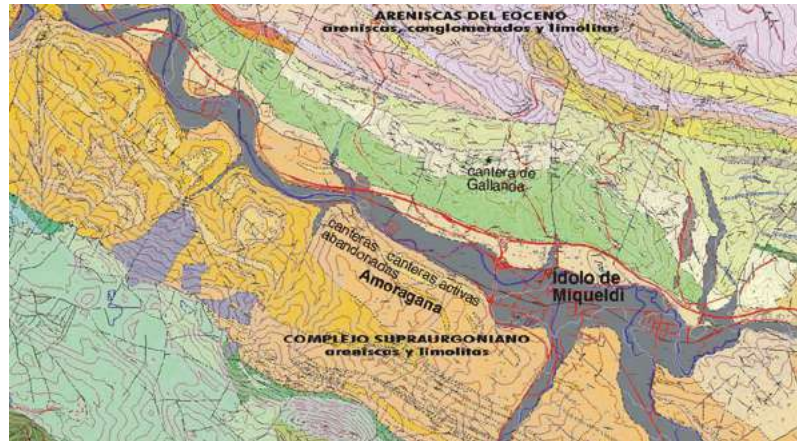 ARENISCAS DEL EOCENO
areniscas, conglomerados y limolitas
cantera de
Gallanda
canteras
abandonadas
canteras activas
Amoragana
Idolo de
Miqueldi
COMPLEJO SUPRAURGONIANO
areniscas y limolitas